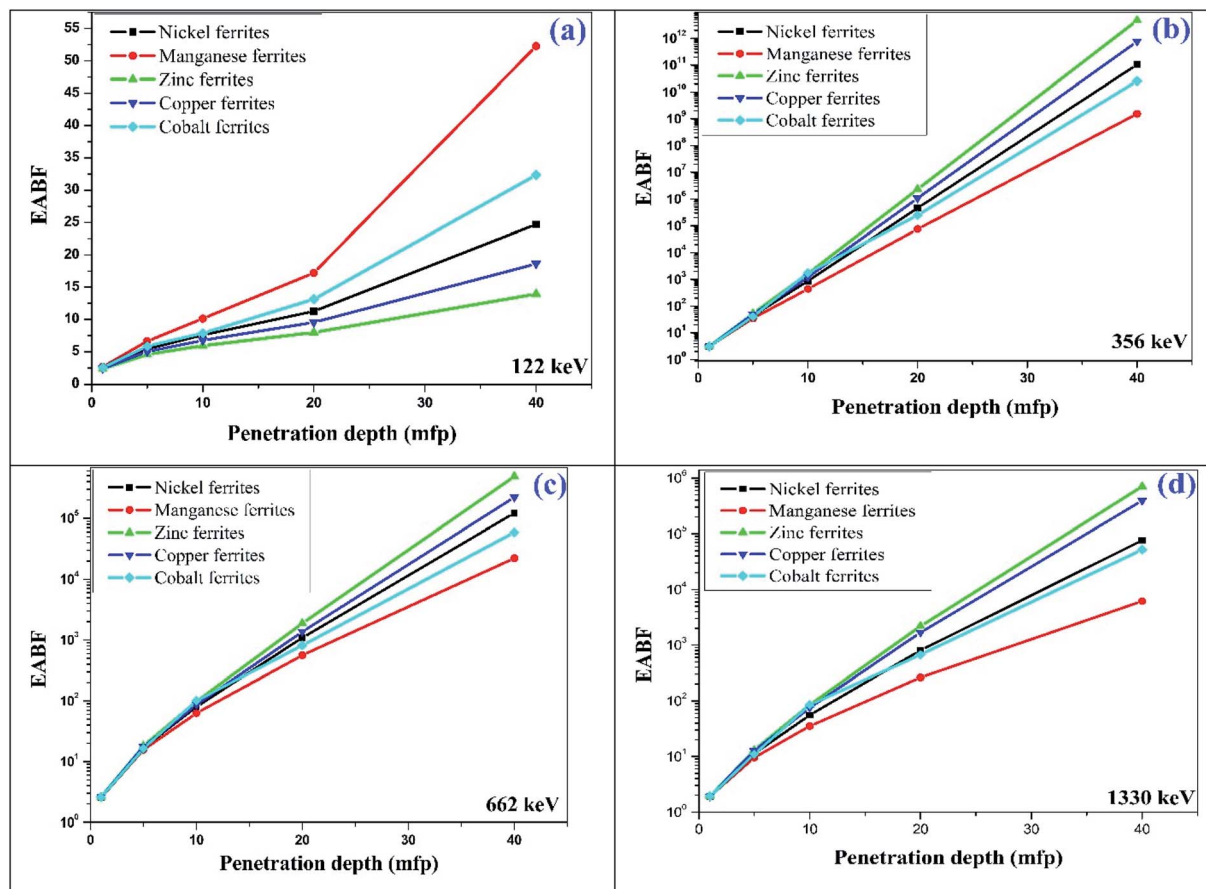 (a)
Nickel ferrites
Manganese ferrites
Zinc ferrites
Copper ferrites
Cobalt ferrites
EABF
55
50
45
40
35
30
25
20
15
10
5
0
0 10 20 30 40
122 keV
Penetration depth (mfp)
(b)
Nickel ferrites
Manganese ferrites
Zinc ferrites
Copper ferrites
Cobalt ferrites
EABF
10¹²
10¹¹
10¹⁰
10⁹
10⁸
10⁷
10⁶
10⁵
10⁴
10³
10²
10¹
10⁰
0 10 20 30 40
356 keV
Penetration depth (mfp)
(c)
Nickel ferrites
Manganese ferrites
Zinc ferrites
Copper ferrites
Cobalt ferrites
EABF
10⁵
10⁴
10³
10²
10¹
10⁰
0 10 20 30 40
662 keV
Penetration depth (mfp)
(d)
Nickel ferrites
Manganese ferrites
Zinc ferrites
Copper ferrites
Cobalt ferrites
EABF
10⁶
10⁵
10⁴
10³
10²
10¹
10⁰
0 10 20 30 40
1330 keV
Penetration depth (mfp)